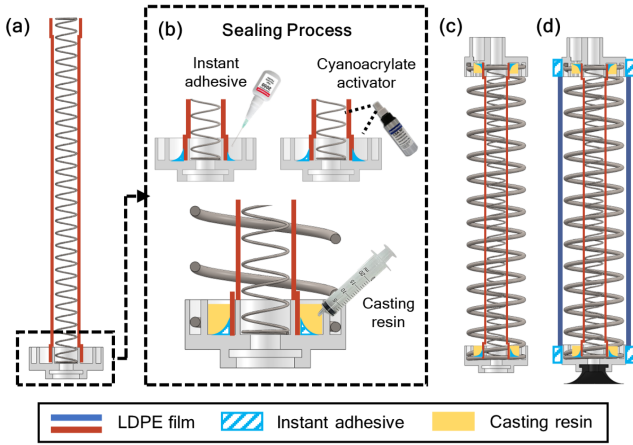 (a)
(b)
Sealing Process
(c)
(d)
Instant
adhesive
Cyanoacrylate
activator
Casting
resin
LDPE film
Instant adhesive
Casting resin